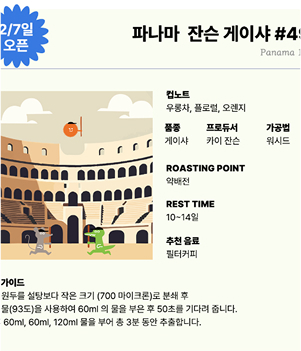 2/7일
오픈
파나마 잔슨 게이샤 #49
Panama
컵노트
우롱차, 플로럴, 오렌지
품종 프로듀서 가공법
게이샤 카이 잔슨 워시드
ROASTING POINT
약배전
REST TIME
10~14일
추천 음료
필터커피
가이드
원두를 설탕보다 작은 크기 (700 마이크론)로 분쇄 후
물(93도)을 사용하여 60ml 의 물을 부은 후 50초를 기다려 줍니다.
60ml, 60ml, 120ml 물을 부어 총 3분 동안 추출합니다.